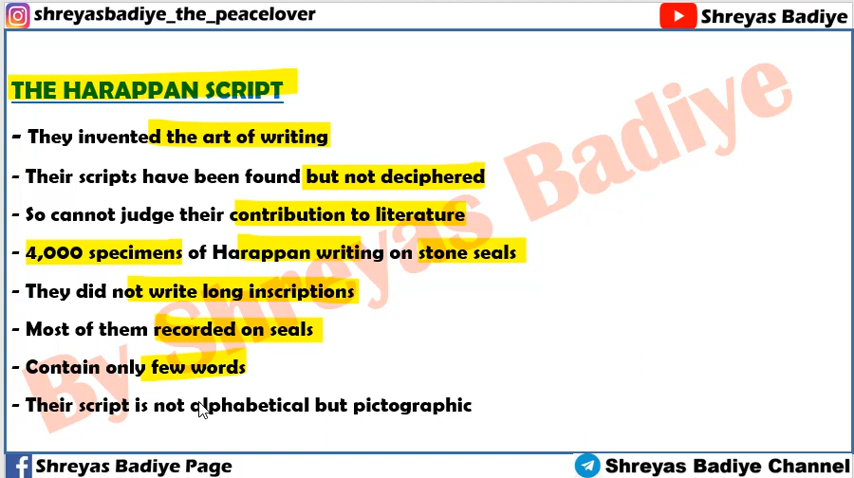 shreyasbadiye_the_peacelover
Shreyas Badiye
THE HARAPPAN SCRIPT
- They invented the art of writing
- Their scripts have been found but not deciphered
- So cannot judge their contribution to literature
- 4,000 specimens of Harappan writing on stone seals
- They did not write long inscriptions
- Most of them recorded on seals
- Contain only few words
- Their script is not alphabetical but pictographic
By Shreyas Badiye
Shreyas Badiye Page
Shreyas Badiye Channel